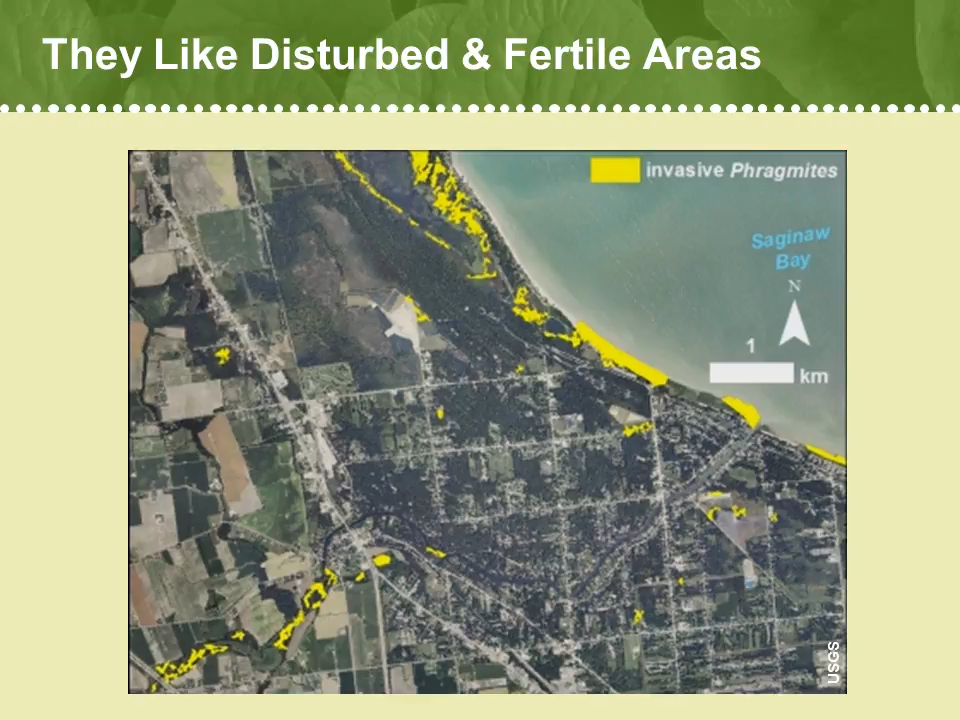 They Like Disturbed & Fertile Areas
invasive Phragmites
Saginaw
Bay
N
1
km
USGS